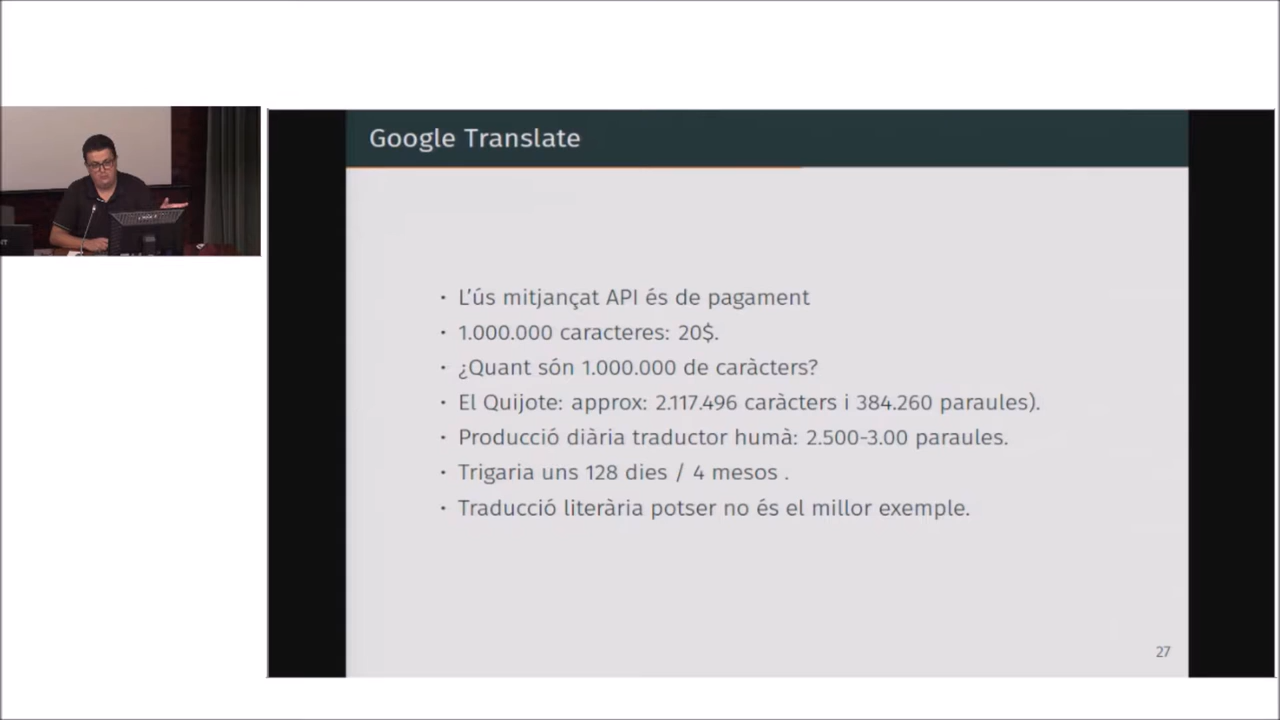 Google Translate
· L'ús mitjançat API és de pagament
· 1.000.000 caracteres: 20$.
· ¿Quant són 1.000.000 de caràcters?
· El Quijote: approx: 2.117.496 caràcters i 384.260 paraules).
· Producció diària traductor humà: 2.500-3.00 paraules.
· Trigaria uns 128 dies / 4 mesos .
· Traducció literària potser no és el millor exemple.
27